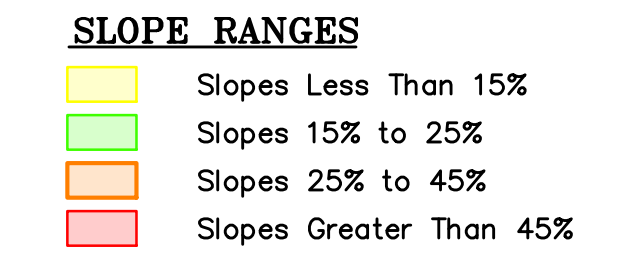 SLOPE RANGES
Slopes Less Than 15%
Slopes 15% to 25%
Slopes 25% to 45%
Slopes Greater Than 45%